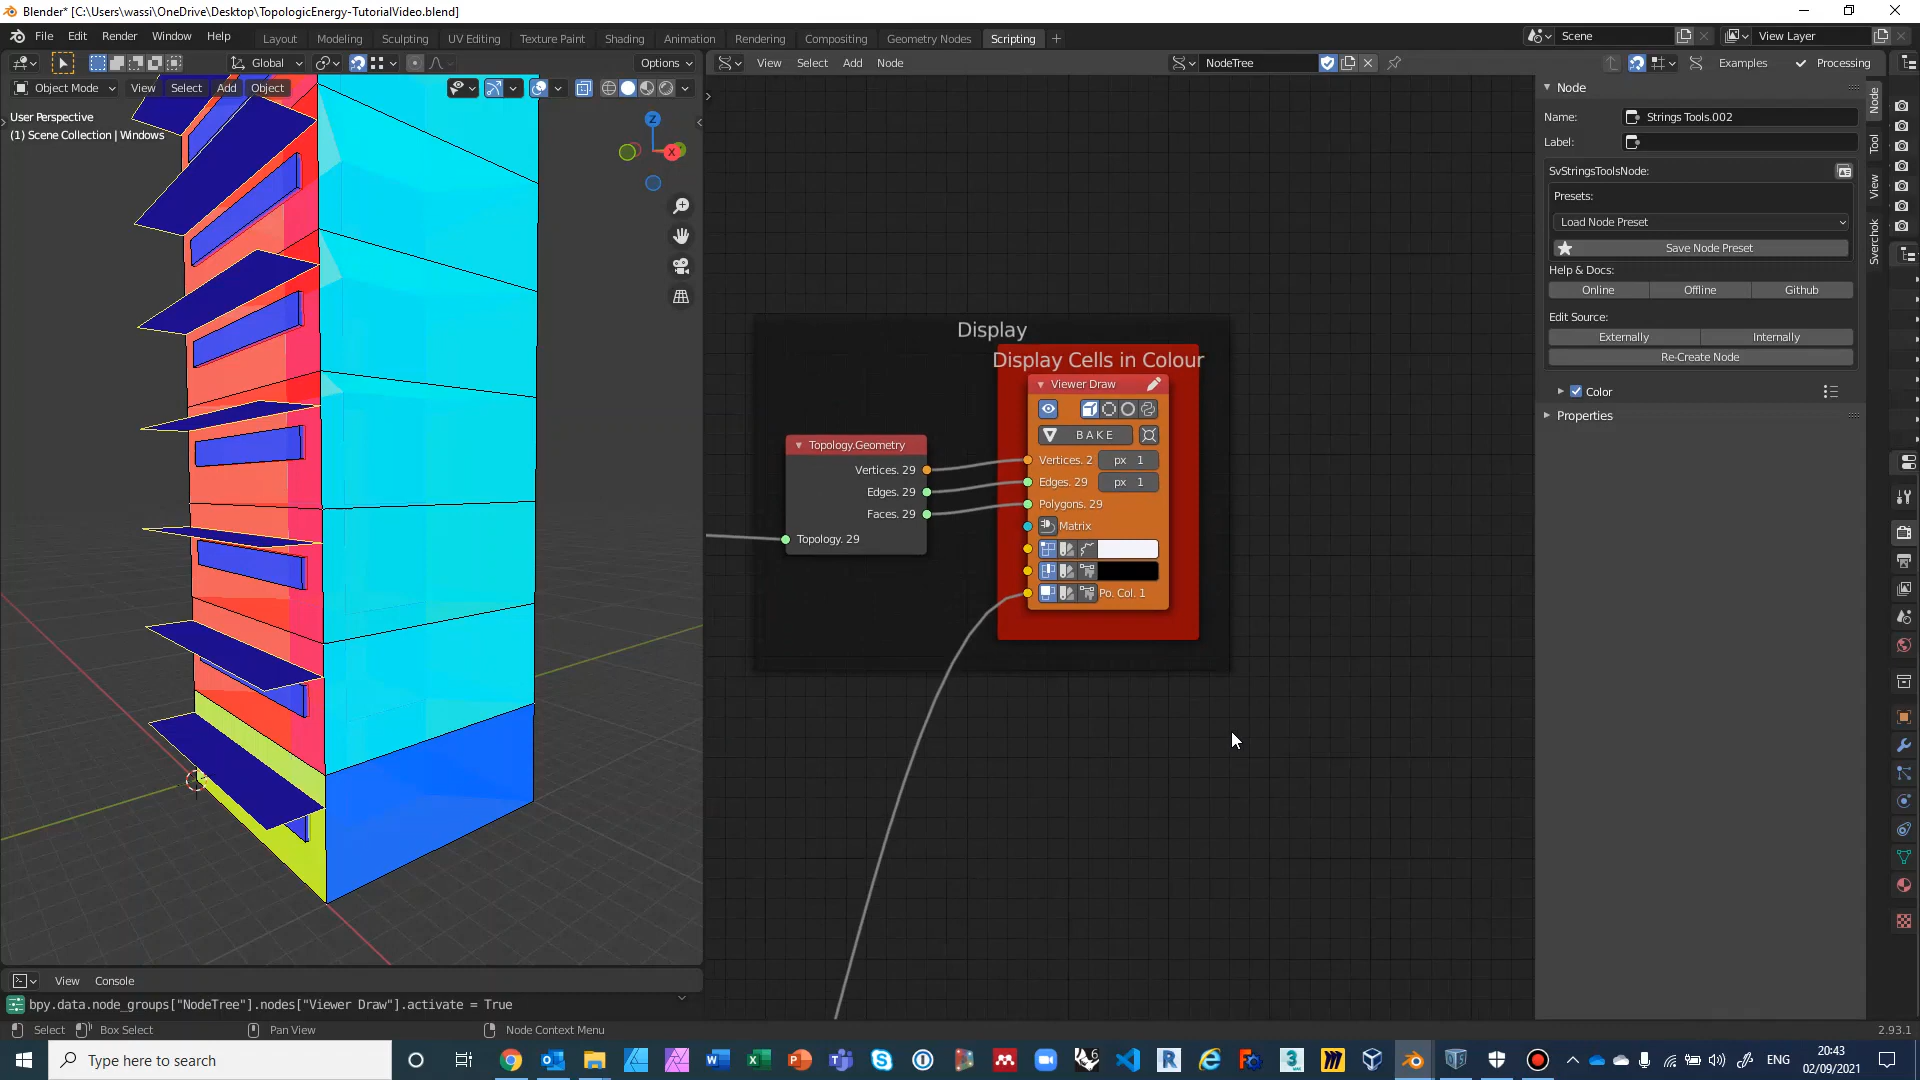 Blender* [C:\Users\wassi\OneDrive\Desktop\TopologicEnergy-TutorialVideo.blend]
File Edit Render Window Help
Layout Modeling Sculpting UV Editing Texture Paint Shading Animation Rendering Compositing Geometry Nodes Scripting
Scene
View Layer
Global
Options
View Select Add Node
NodeTree
Examples
Processing
Object Mode
View Select Add Object
User Perspective
(1) Scene Collection | Windows
Z
X
Display
Display Cells in Colour
Viewer Draw
BAKE
Vertices. 2 px 1
Edges. 29 px 1
Polygons. 29
Matrix
Po. Col. 1
Topology.Geometry
Vertices. 29
Edges. 29
Faces. 29
Topology. 29
Node
Name: Strings Tools.002
Label:
SvStringsToolsNode:
Presets:
Load Node Preset
Save Node Preset
Help & Docs:
Online Offline Github
Edit Source:
Externally Internally
Re-Create Node
Color
Properties
Node
Tool
View
Sverchok
View Console
bpy.data.node_groups["NodeTree"].nodes["Viewer Draw"].activate = True
Select Box Select Pan View Node Context Menu
2.93.1
Type here to search
ENG
20:43
02/09/2021